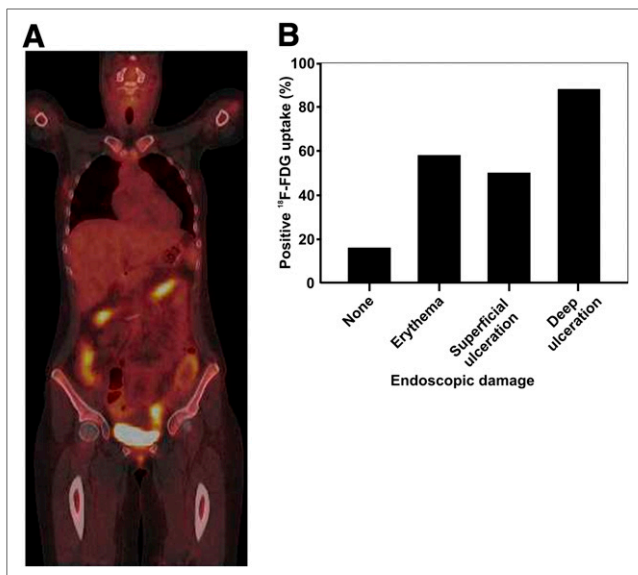 A
B
Positive ¹⁸F-FDG uptake (%)
100
80
60
40
20
0
None
Erythema
Superficial
ulceration
Deep
ulceration
Endoscopic damage